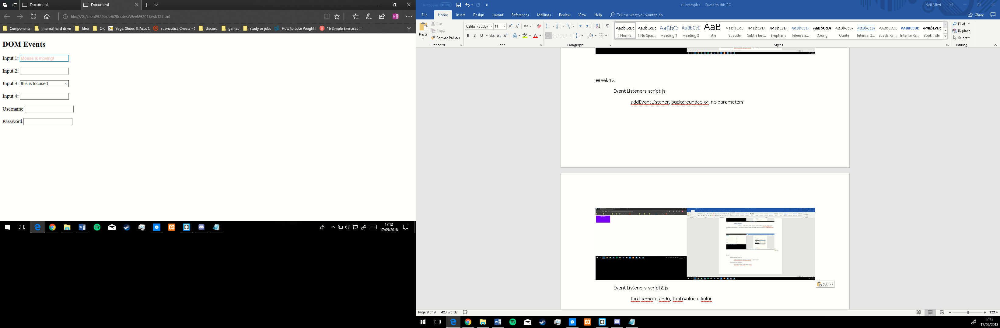 Document
Document
file:///G:/client%20side%20notes/Week%2013/wk12.html
Components Internal hard drive Idea OK Bags, Shoes & Accs C Subnautica Cheats - ( discord games study or jobs How to Lose Weight 16 Simple Exercises T
DOM Events
Input 1: Mouse is moving!
Input 2:
Input 3: this is focused
Input 4:
Username
Password
17:12
17/05/2018
AutoSave Off
all examples - Saved to this PC
Neil Mizzi
File Home Insert Design Layout References Mailings Review View Help Tell me what you want to do Share
Paste
Cut
Copy
Format Painter
Clipboard
Calibri (Body) 11
Font
Paragraph
AaBbCcDc AaBbCcDc AaBbCc AaBbCcD AaB AaBbCcD AaBbCcDc AaBbCcDc AaBbCcDc AaBbCcDc AaBbCcDc AaBbCcDc AaBbCcDd AaBbCcDd AaBbCcDc
¶ Normal ¶ No Spac... Heading 1 Heading 2 Title Subtitle Subtle Em... Emphasis Intense E... Strong Quote Intense Q... Subtle Ref... Intense Re... Book Title
Styles
Find
Replace
Select
Editing
Week 13
Event Listeners script.js
addEventListener, backgroundcolor, no parameters
(Ctrl)
Event Listeners script2.js
tara liema id andu, tatih value u kulur
Page 9 of 9 408 words
120%
17:12
17/05/2018